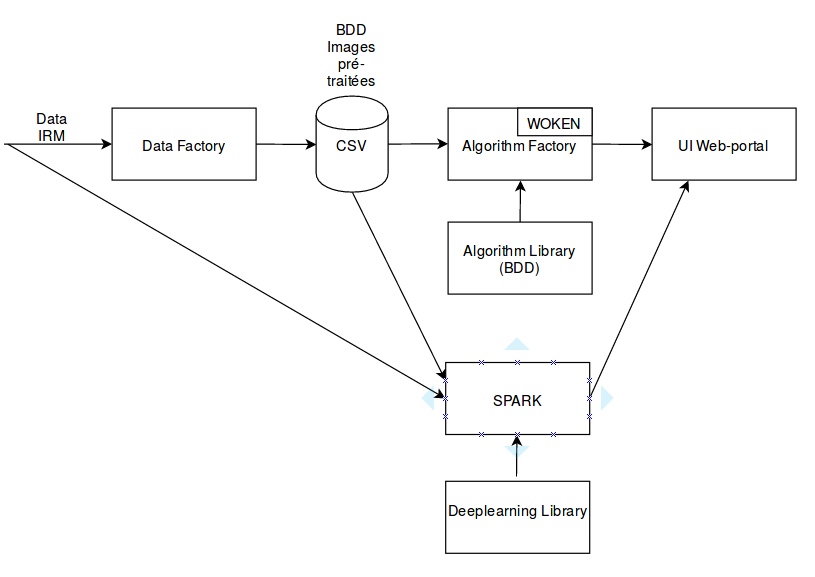 BDD
Images
pré-
traitées
Data
IRM
Data Factory
CSV
WOKEN
Algorithm Factory
UI Web-portal
Algorithm Library
(BDD)
SPARK
Deeplearning Library